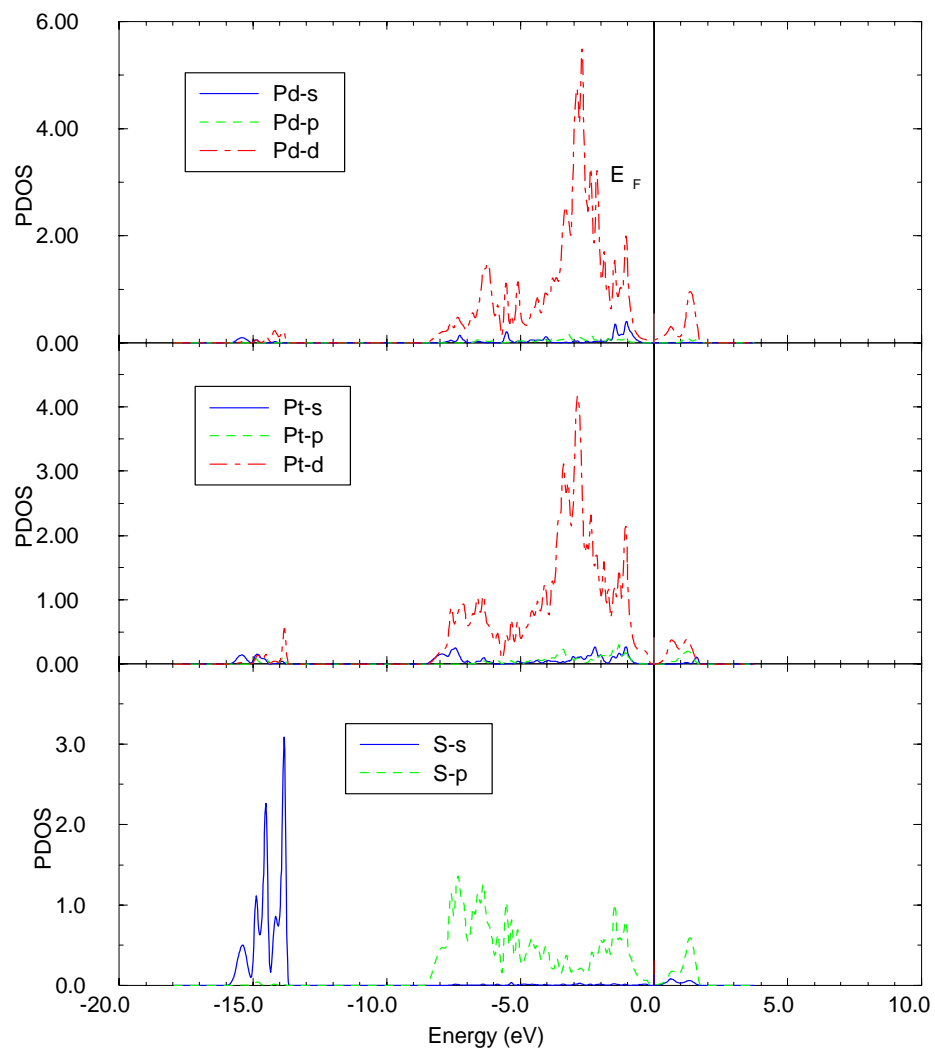 6.00
4.00
2.00
0.00
PDOS
Pd-s
Pd-p
Pd-d
E F
4.00
3.00
2.00
1.00
0.00
PDOS
Pt-s
Pt-p
Pt-d
3.0
2.0
1.0
0.0
PDOS
S-s
S-p
-20.0 -15.0 -10.0 -5.0 0.0 5.0 10.0
Energy (eV)